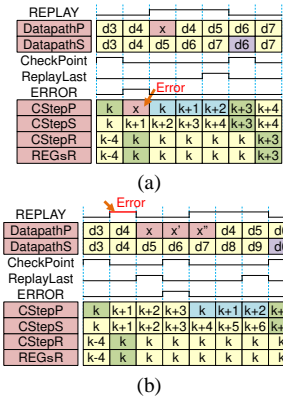 REPLAY
DatapathP d3 d4 x d4 d5 d6 d7
DatapathS d3 d4 d5 d6 d7 d6 d7
CheckPoint
ReplayLast
ERROR Error
CStepP k x k k+1 k+2 k+3 k+4
CStepS k k+1 k+2 k+3 k+4 k+3 k+4
CStepR k-4 k k k k k k+3
REGsR k-4 k k k k k k+3
(a)
Error
REPLAY
DatapathP d3 d4 x x' x" d4 d5
DatapathS d3 d4 d5 d6 d7 d8 d9
CheckPoint
ReplayLast
ERROR
CStepP k k+1 k+2 k+3 k k+1 k+2
CStepS k k+1 k+2 k+3 k+4 k+5 k+6
CStepR k-4 k k k k k k k
REGsR k-4 k k k k k k k
(b)